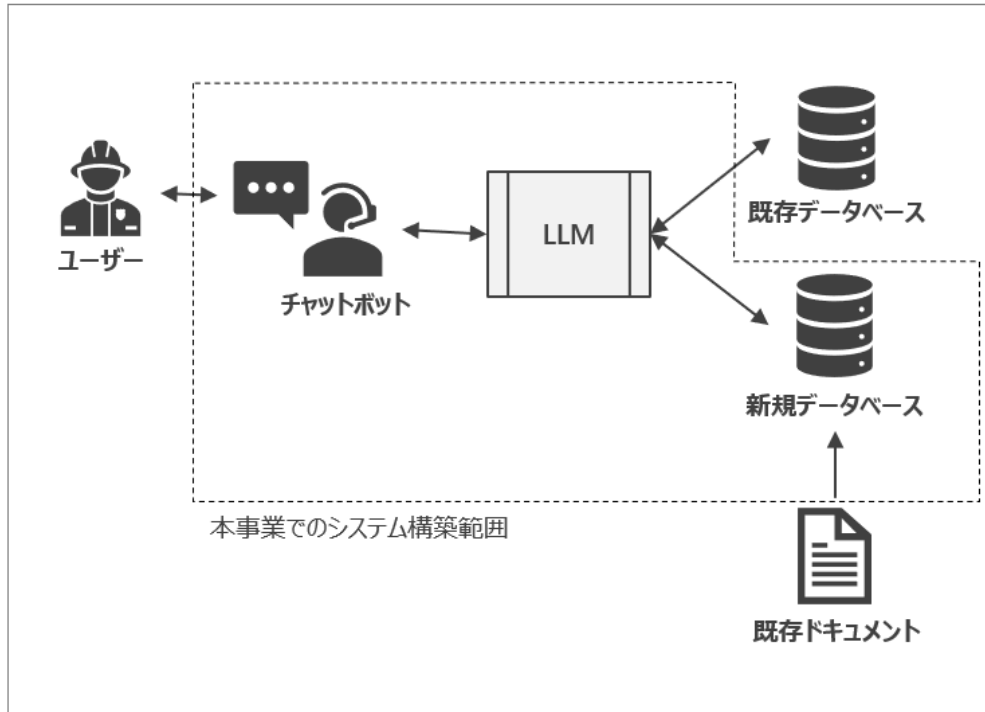 ユーザー
チャットボット
LLM
既存データベース
新規データベース
本事業でのシステム構築範囲
既存ドキュメント